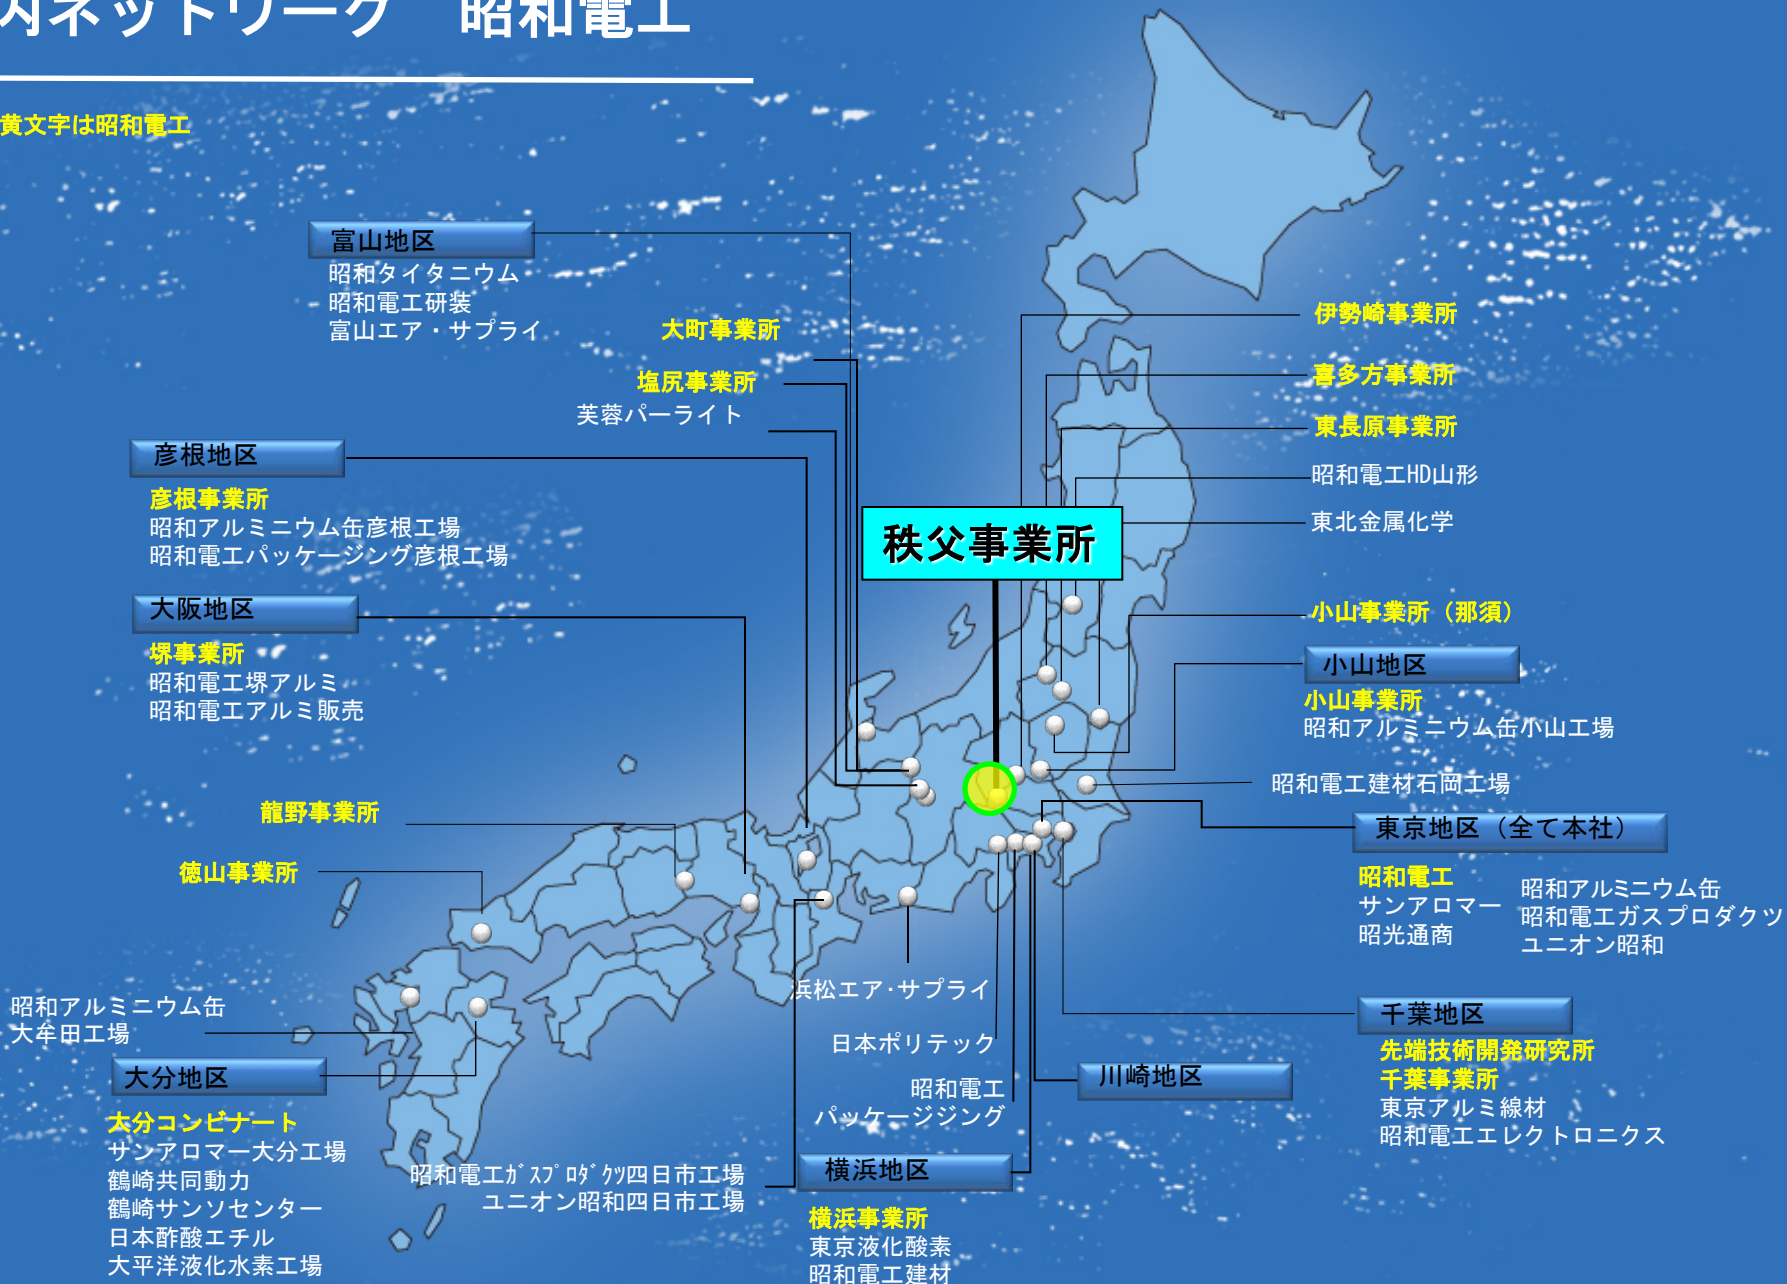 内ネットワーク　昭和電工
黄文字は昭和電工
富山地区
昭和タイタニウム
昭和電工研装
富山エア・サプライ
大町事業所
塩尻事業所
芙蓉パーライト
彦根地区
彦根事業所
昭和アルミニウム缶彦根工場
昭和電工パッケージング彦根工場
大阪地区
堺事業所
昭和電工堺アルミ
昭和電工アルミ販売
龍野事業所
徳山事業所
昭和アルミニウム缶
大牟田工場
大分地区
大分コンビナート
サンアロマー大分工場
鶴崎共同動力
鶴崎サンソセンター
日本酢酸エチル
大平洋液化水素工場
秩父事業所
伊勢崎事業所
喜多方事業所
東長原事業所
昭和電工HD山形
東北金属化学
小山事業所（那須）
小山地区
小山事業所
昭和アルミニウム缶小山工場
昭和電工建材石岡工場
東京地区（全て本社）
昭和電工
サンアロマー
昭光通商
昭和アルミニウム缶
昭和電工ガスプロダクツ
ユニオン昭和
千葉地区
先端技術開発研究所
千葉事業所
東京アルミ線材
昭和電工エレクトロニクス
浜松エア･サプライ
日本ポリテック
昭和電工
パッケージジング
川崎地区
昭和電工ｶﾞｽﾌﾟﾛﾀﾞｸﾂ四日市工場
ユニオン昭和四日市工場
横浜地区
横浜事業所
東京液化酸素
昭和電工建材